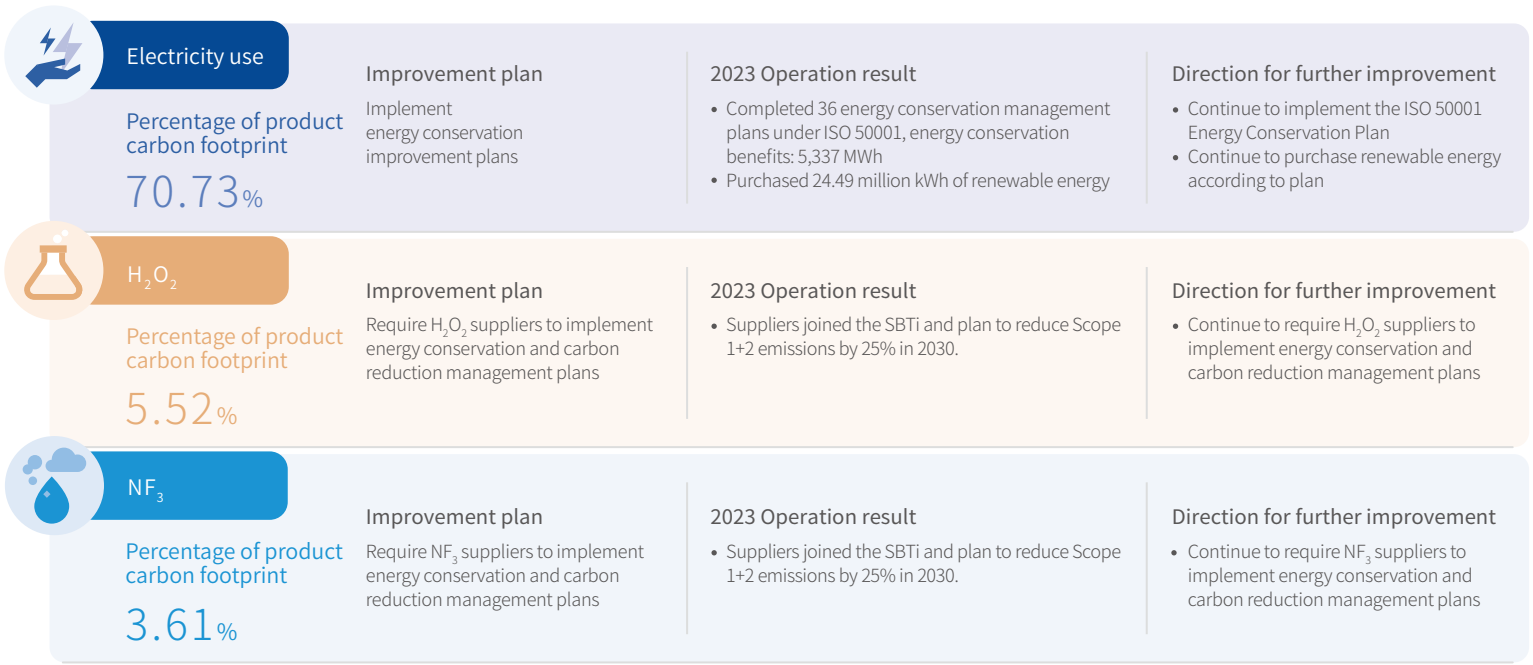 Electricity use
Percentage of product
carbon footprint
70.73%
Improvement plan
Implement
energy conservation
improvement plans
2023 Operation result
• Completed 36 energy conservation management
plans under ISO 50001, energy conservation
benefits: 5,337 MWh
• Purchased 24.49 million kWh of renewable energy
Direction for further improvement
• Continue to implement the ISO 50001
Energy Conservation Plan
• Continue to purchase renewable energy
according to plan
H₂O₂
Percentage of product
carbon footprint
5.52%
Improvement plan
Require H₂O₂ suppliers to implement
energy conservation and carbon
reduction management plans
2023 Operation result
• Suppliers joined the SBTi and plan to reduce Scope
1+2 emissions by 25% in 2030.
Direction for further improvement
• Continue to require H₂O₂ suppliers to
implement energy conservation and
carbon reduction management plans
NF₃
Percentage of product
carbon footprint
3.61%
Improvement plan
Require NF₃ suppliers to implement
energy conservation and carbon
reduction management plans
2023 Operation result
• Suppliers joined the SBTi and plan to reduce Scope
1+2 emissions by 25% in 2030.
Direction for further improvement
• Continue to require NF₃ suppliers to
implement energy conservation and
carbon reduction management plans